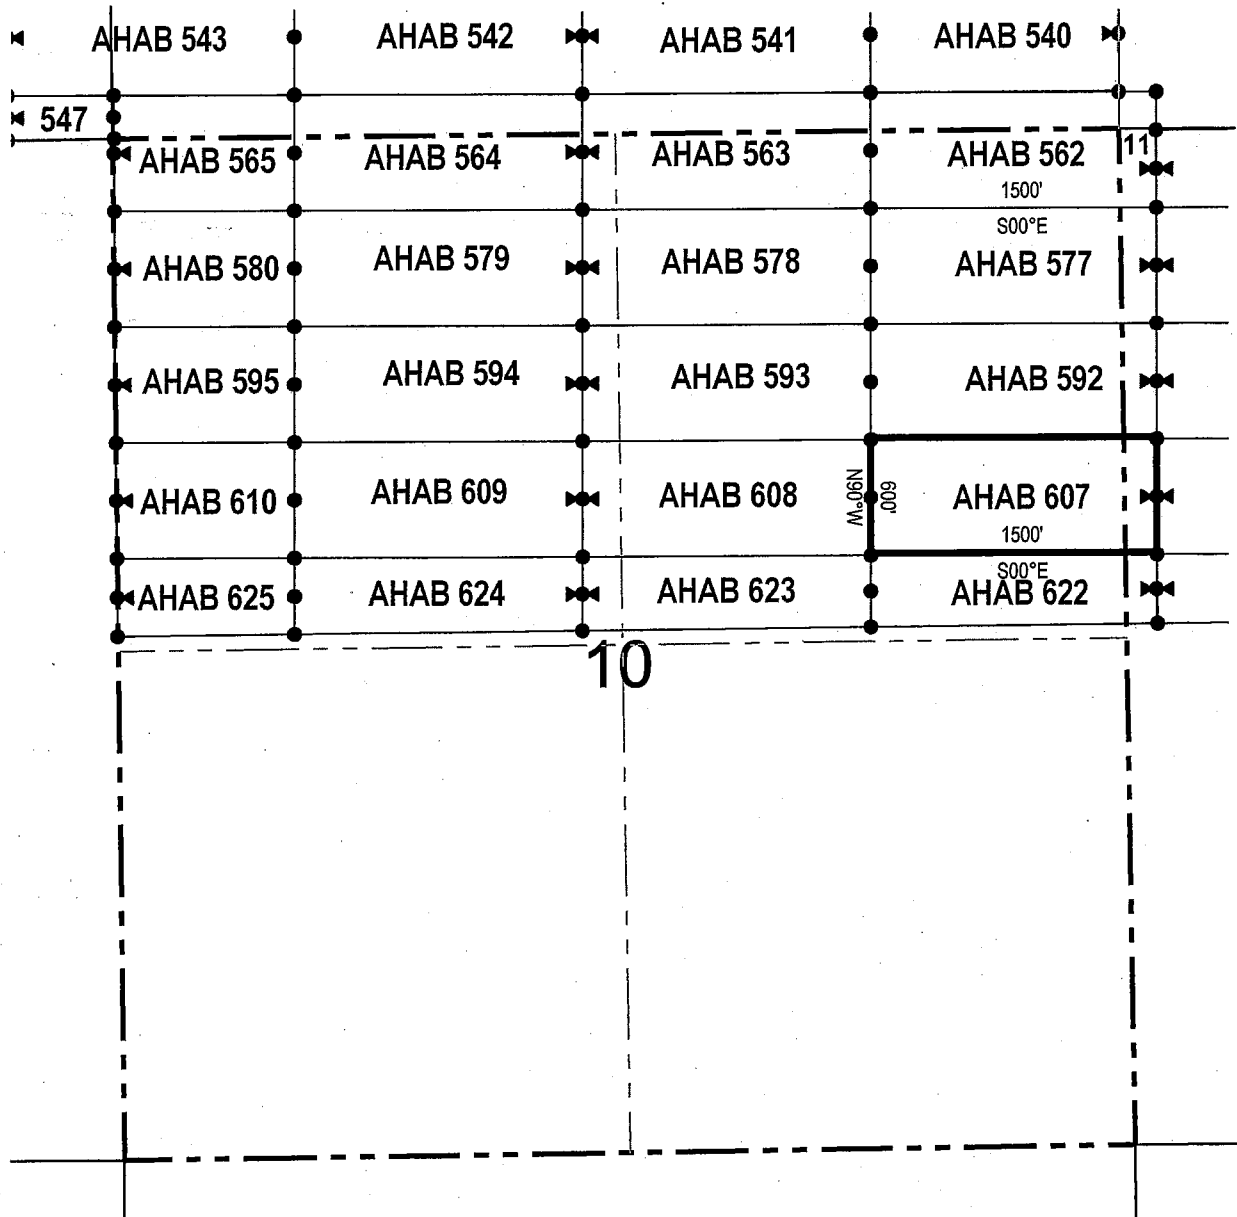 AHAB 543 AHAB 542 AHAB 541 AHAB 540
547
AHAB 565 AHAB 564 AHAB 563 AHAB 562 11
1500'
S00°E
AHAB 580 AHAB 579 AHAB 578 AHAB 577
AHAB 595 AHAB 594 AHAB 593 AHAB 592
AHAB 610 AHAB 609 AHAB 608 N90°W 600' AHAB 607
1500'
S00°E
AHAB 625 AHAB 624 AHAB 623 AHAB 622
10